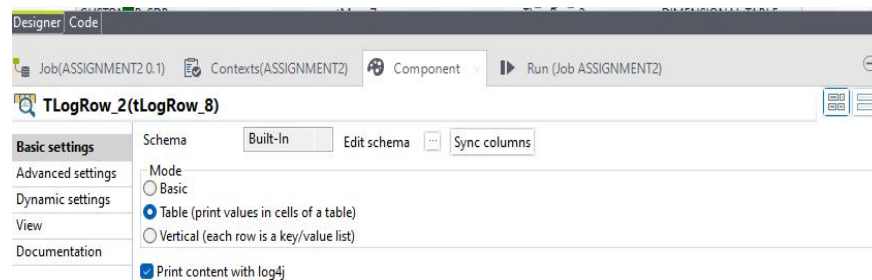 Designer Code
Job(ASSIGNMENT2 0.1) Contexts(ASSIGNMENT2) Component Run (Job ASSIGNMENT2)
TLogRow_2(tLogRow_8)
Basic settings
Schema Built-In Edit schema ... Sync columns
Advanced settings
Mode
Basic
Dynamic settings
Table (print values in cells of a table)
View
Vertical (each row is a key/value list)
Documentation
Print content with log4j